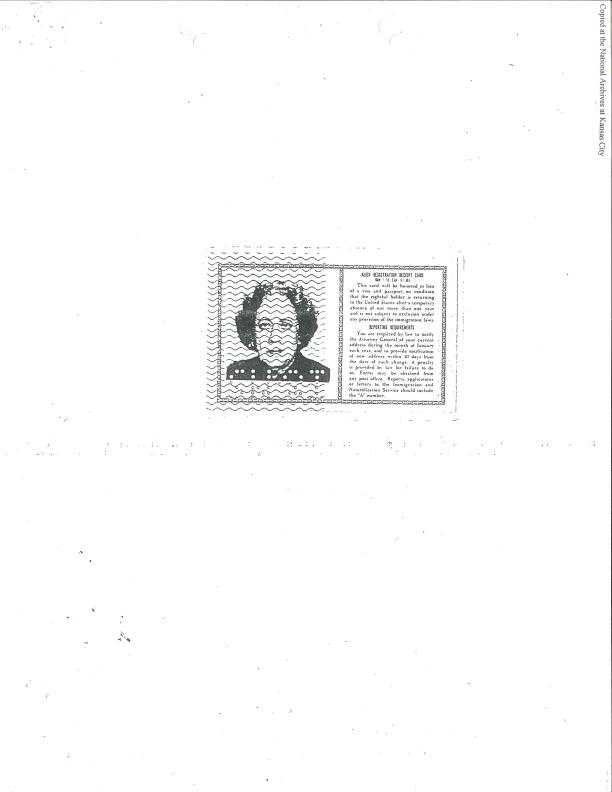 Copied at the National Archives at Kansas City
ALIEN REGISTRATION RECEIPT CARD
This card will be honored in lieu
of a visa and passport on condition
that the rightful holder is returning
to the United States after a temporary
absence of not more than one year
and is not subject to exclusion under
any provision of the immigration laws.
REPORTING REQUIREMENTS
You are required by law to notify
the Attorney General of your current
address during the month of January
each year, and to provide notification
of new address within 10 days from
the date of such change. A penalty
is provided by law for failure to do
so. Forms may be obtained from
any post office. Reports, applications
or letters to the Immigration and
Naturalization Service should include
the "A" number.